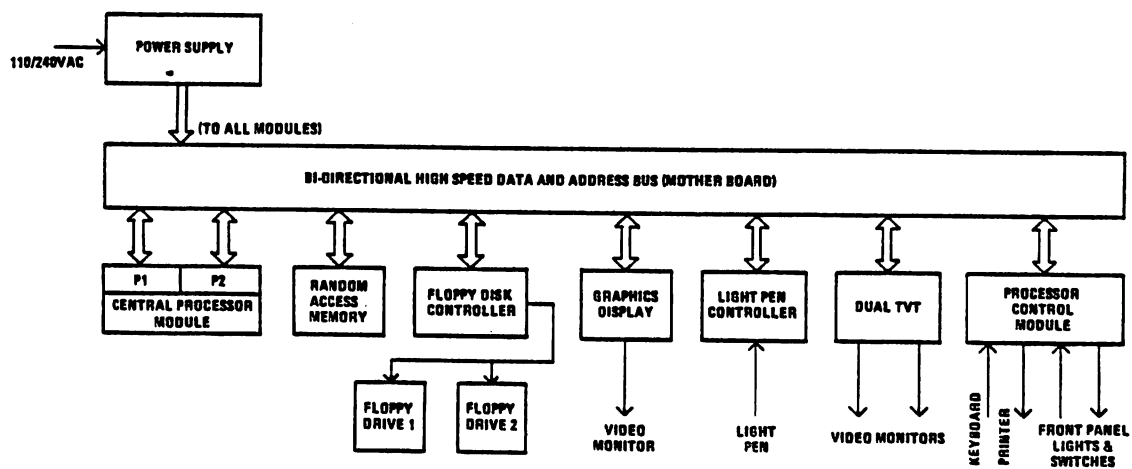 POWER SUPPLY
110/240VAC
(TO ALL MODULES)
BI-DIRECTIONAL HIGH SPEED DATA AND ADDRESS BUS (MOTHER BOARD)
P1
P2
CENTRAL PROCESSOR
MODULE
RANDOM
ACCESS
MEMORY
FLOPPY DISK
CONTROLLER
GRAPHICS
DISPLAY
LIGHT PEN
CONTROLLER
DUAL TVT
PROCESSOR
CONTROL
MODULE
FLOPPY
DRIVE 1
FLOPPY
DRIVE 2
VIDEO
MONITOR
LIGHT
PEN
VIDEO MONITORS
KEYBOARD
PRINTER
FRONT PANEL
LIGHTS &
SWITCHES